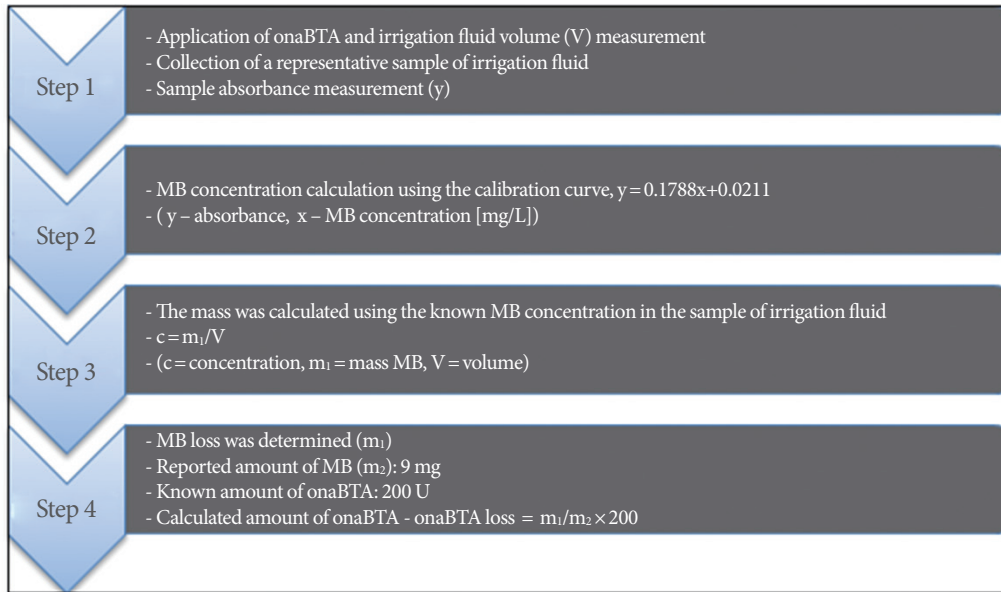 Step 1
- Application of onaBTA and irrigation fluid volume (V) measurement
- Collection of a representative sample of irrigation fluid
- Sample absorbance measurement (y)
Step 2
- MB concentration calculation using the calibration curve, y=0.1788x+0.0211
- ( y – absorbance, x – MB concentration [mg/L])
Step 3
- The mass was calculated using the known MB concentration in the sample of irrigation fluid
- c=m₁/V
- (c=concentration, m₁=mass MB, V=volume)
Step 4
- MB loss was determined (m₁)
- Reported amount of MB (m₂): 9 mg
- Known amount of onaBTA: 200 U
- Calculated amount of onaBTA - onaBTA loss = m₁/m₂×200